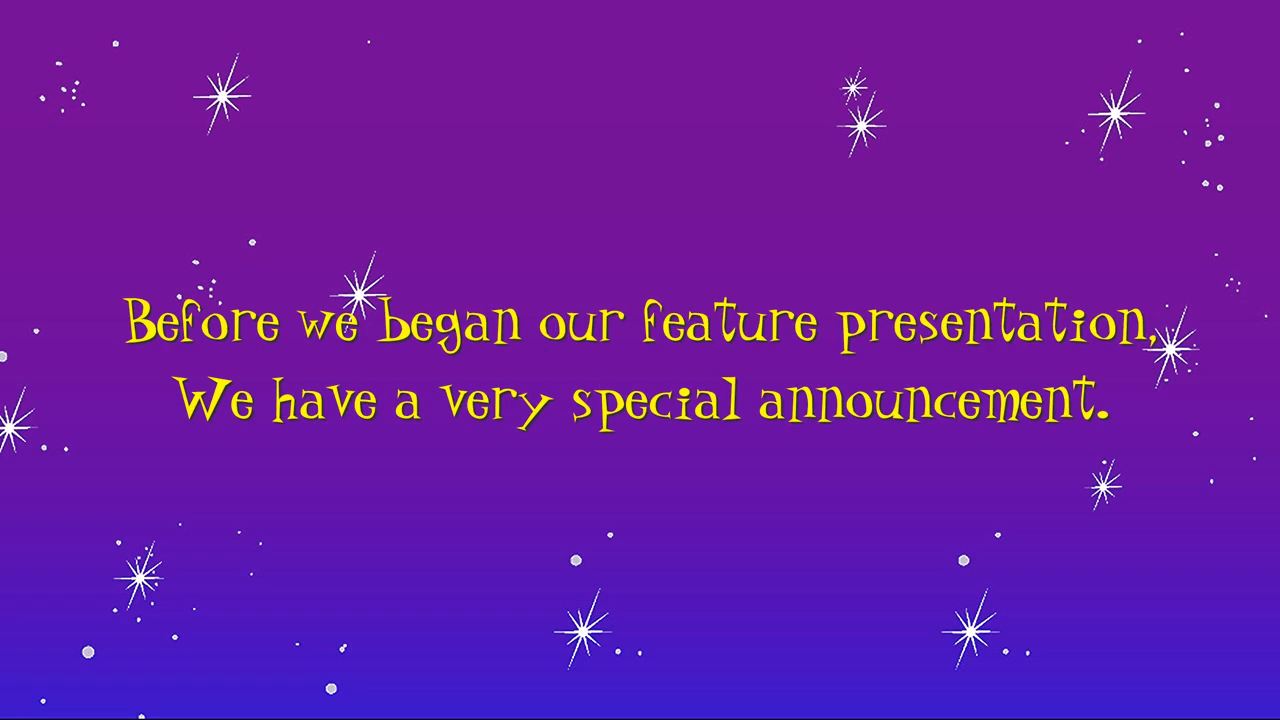 Before we began our feature presentation,
We have a very special announcement.